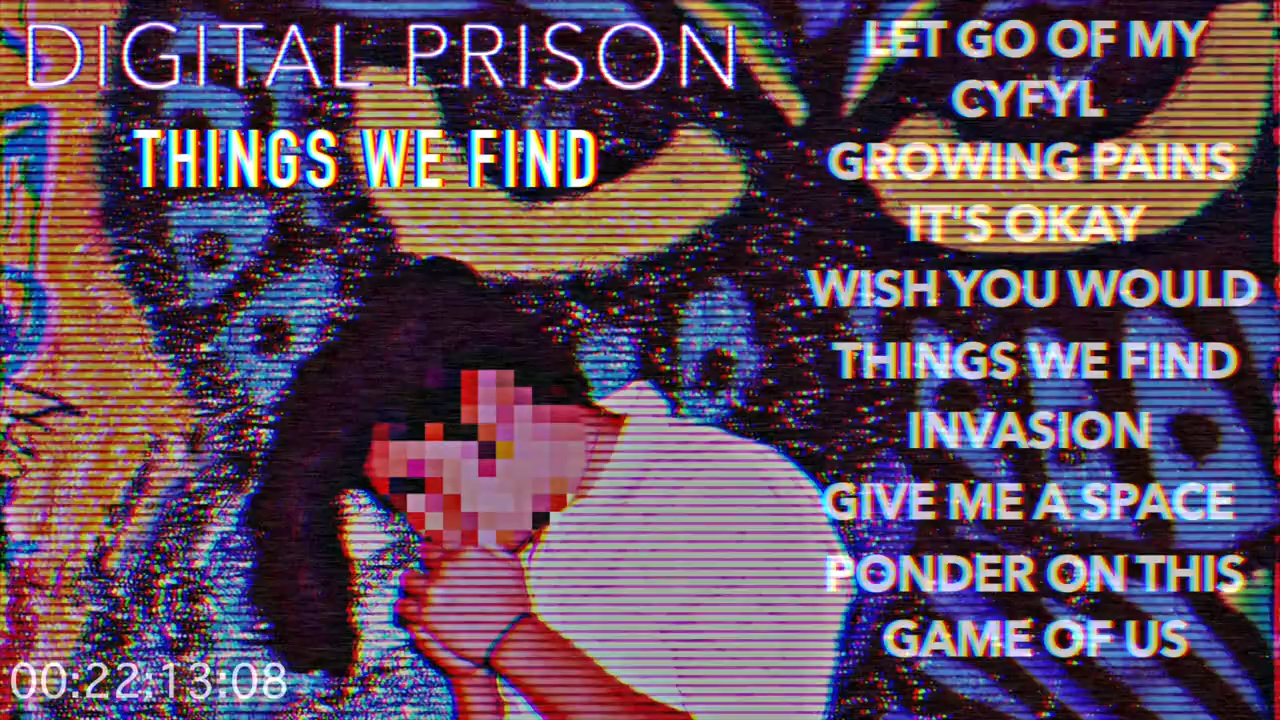 DIGITAL PRISON
THINGS WE FIND
LET GO OF MY
CYFYL
GROWING PAINS
IT'S OKAY
WISH YOU WOULD
THINGS WE FIND
INVASION
GIVE ME A SPACE
PONDER ON THIS
GAME OF US
00:22:13:08